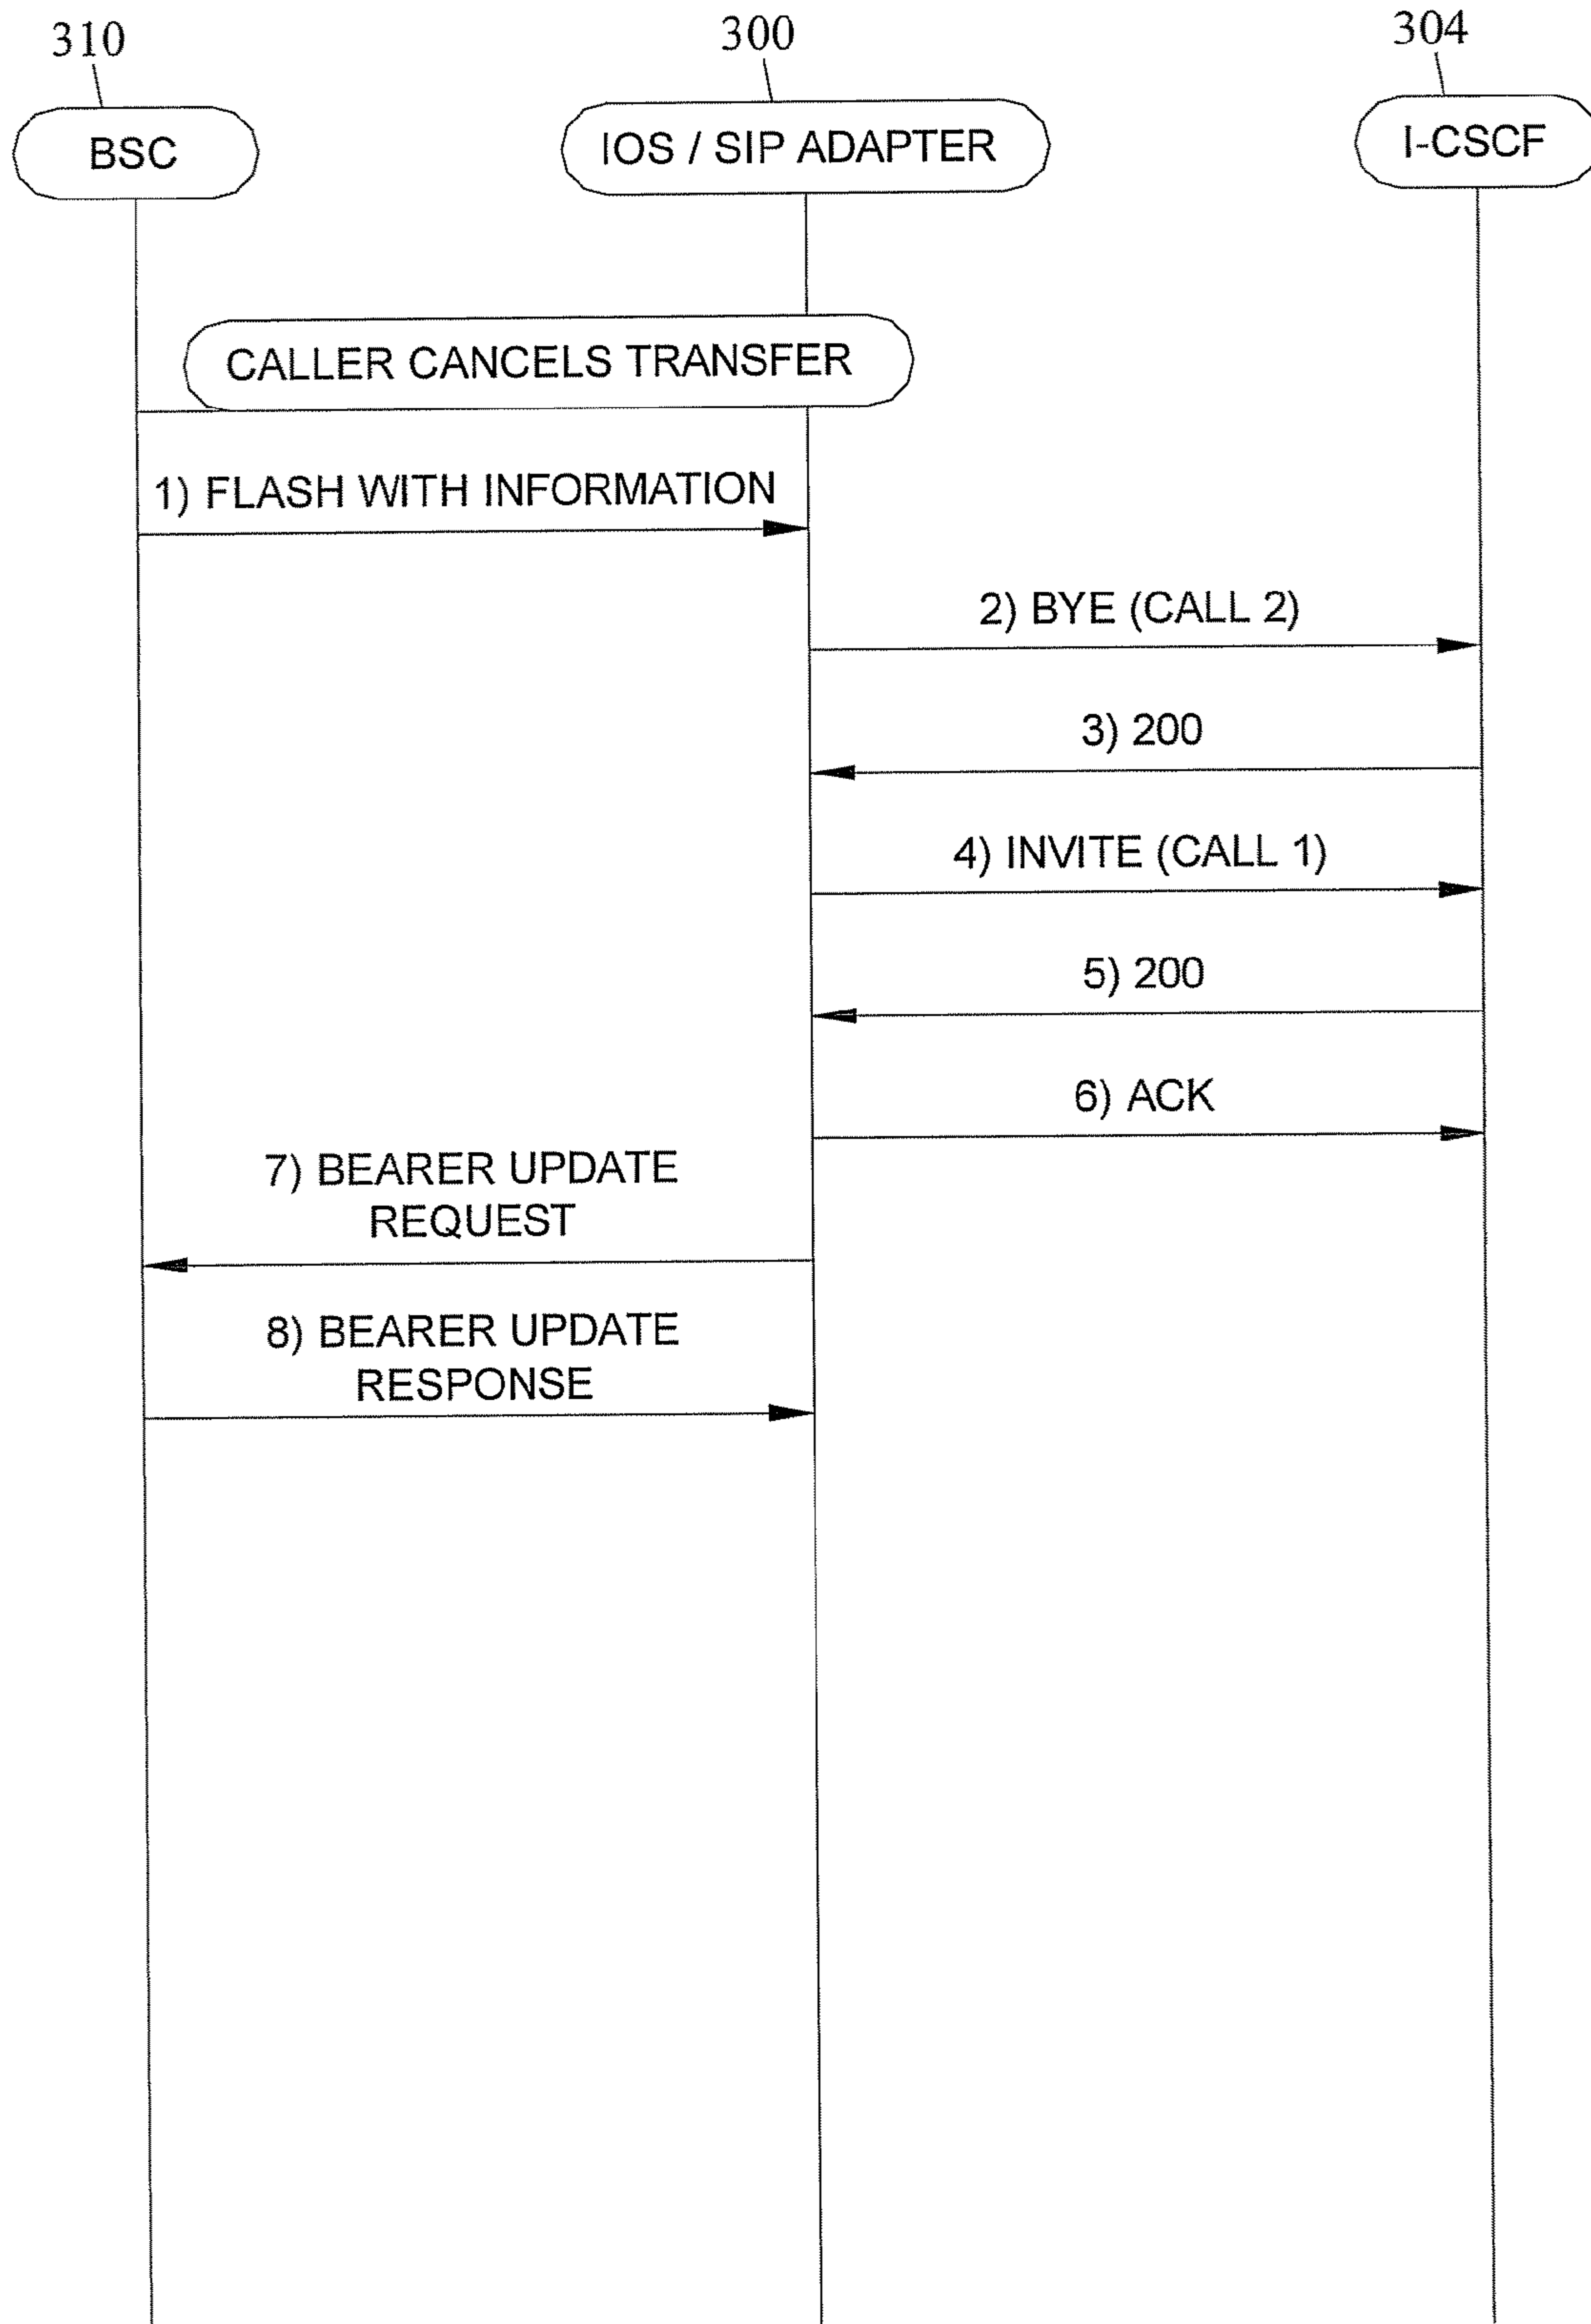 310
300
304
BSC
IOS / SIP ADAPTER
I-CSCF
CALLER CANCELS TRANSFER
1) FLASH WITH INFORMATION
2) BYE (CALL 2)
3) 200
4) INVITE (CALL 1)
5) 200
6) ACK
7) BEARER UPDATE
REQUEST
8) BEARER UPDATE
RESPONSE